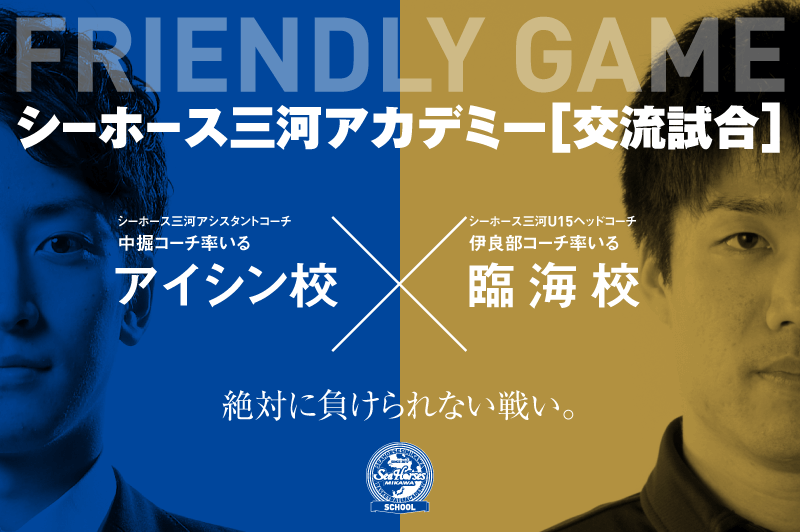 FRIENDLY GAME
シーホース三河アカデミー[交流試合]
シーホース三河アシスタントコーチ
中掘コーチ率いる
アイシン校
シーホース三河U15ヘッドコーチ
伊良部コーチ率いる
臨海校
絶対に負けられない戦い。
SeaHorses
MIKAWA
SCHOOL